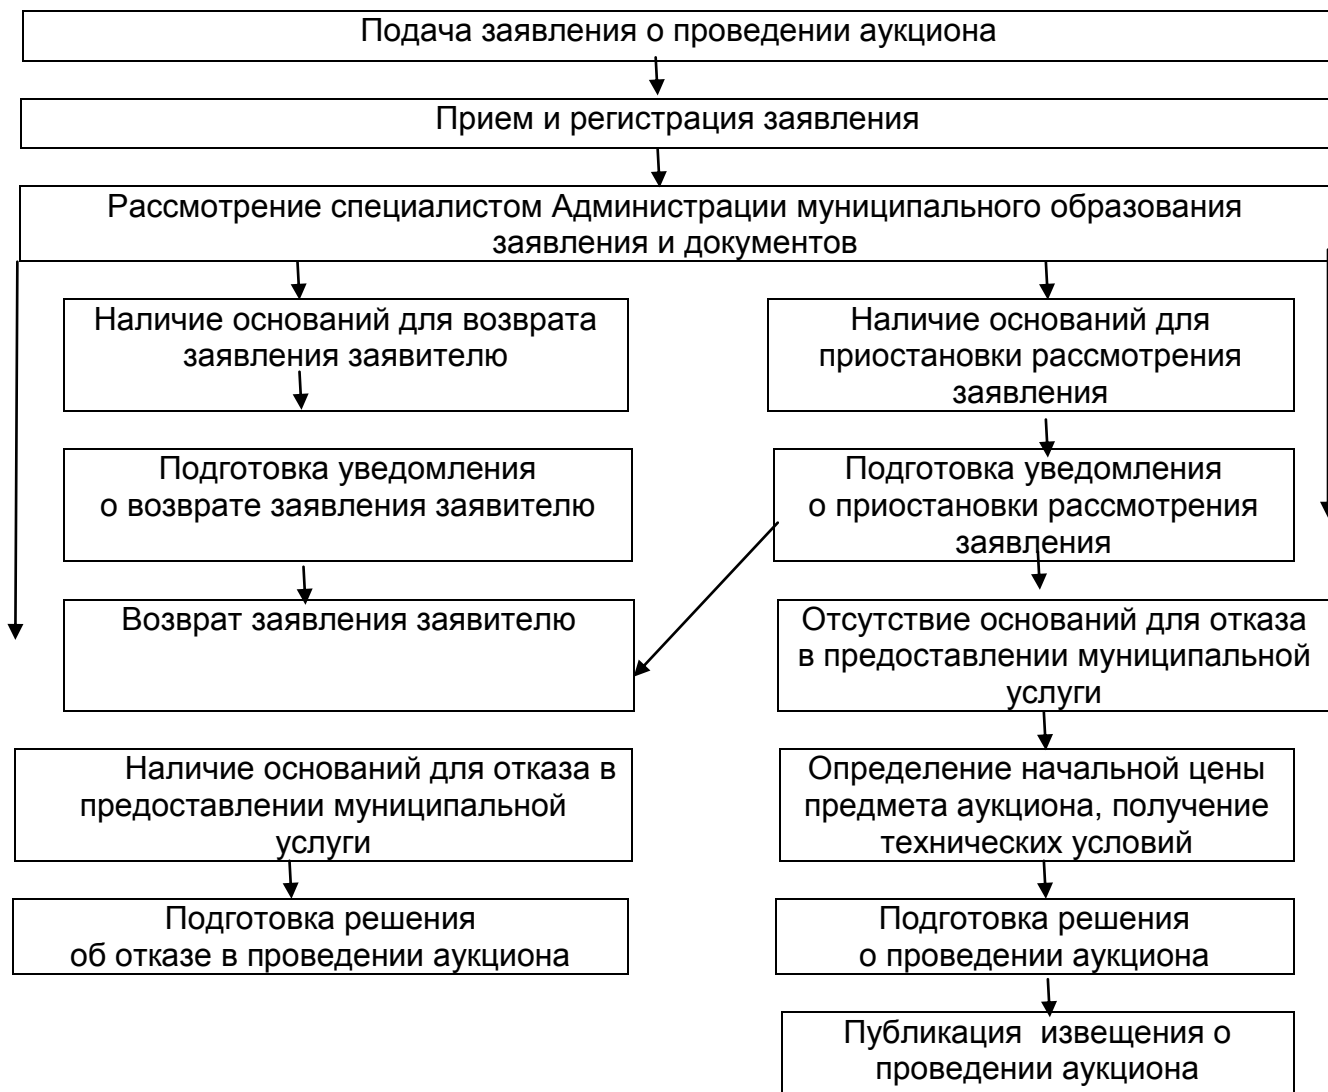 Подача заявления о проведении аукциона
Прием и регистрация заявления
Рассмотрение специалистом Администрации муниципального образования
заявления и документов
Наличие оснований для возврата
заявления заявителю
Наличие оснований для
приостановки рассмотрения
заявления
Подготовка уведомления
о возврате заявления заявителю
Подготовка уведомления
о приостановки рассмотрения
заявления
Возврат заявления заявителю
Отсутствие оснований для отказа
в предоставлении муниципальной
услуги
Наличие оснований для отказа в
предоставлении муниципальной
услуги
Определение начальной цены
предмета аукциона, получение
технических условий
Подготовка решения
об отказе в проведении аукциона
Подготовка решения
о проведении аукциона
Публикация извещения о
проведении аукциона